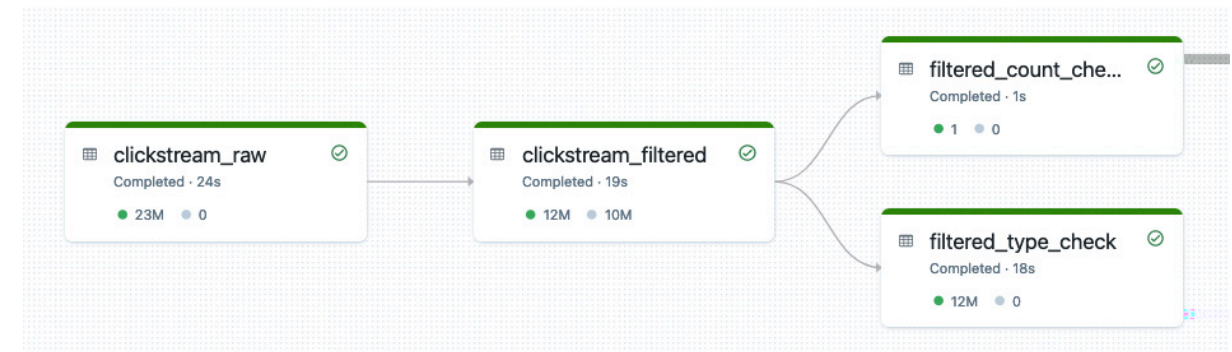 clickstream_raw
Completed · 24s
23M 0
clickstream_filtered
Completed · 19s
12M 10M
filtered_count_che...
Completed · 1s
1 0
filtered_type_check
Completed · 18s
12M 0